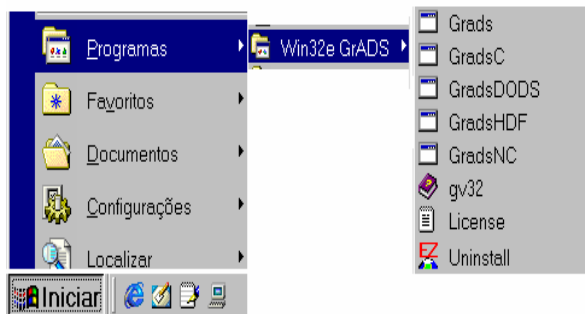 Programas
Favoritos
Documentos
Configurações
Localizar
Iniciar
Win32e GrADS
Grads
GradsC
GradsDODS
GradsHDF
GradsNC
gv32
License
Uninstall